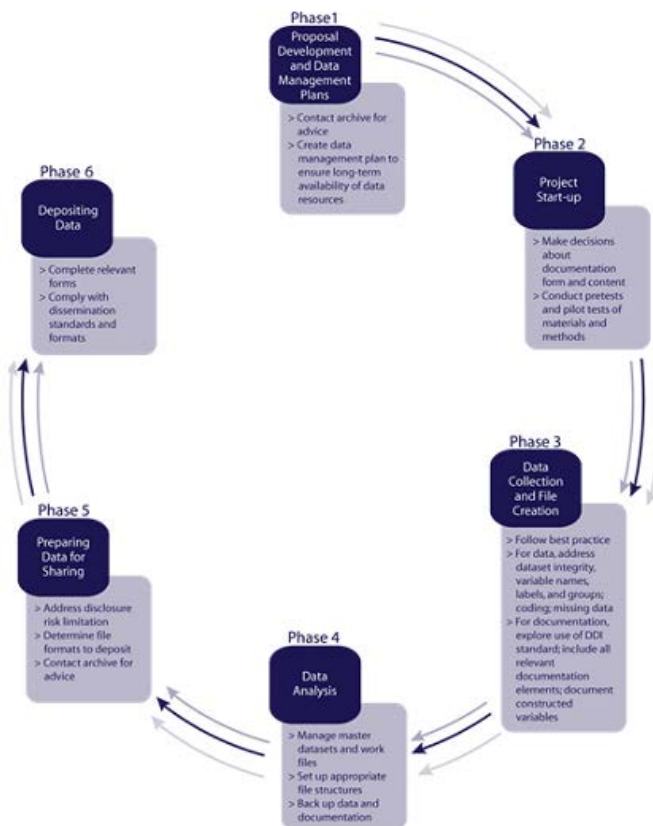 Phase1
Proposal
Development
and Data
Management
Plans
> Contact archive for
advice
> Create data
management plan to
ensure long-term
availability of data
resources
Phase 2
Project
Start-up
> Make decisions
about
documentation
form and content
> Conduct pretests
and pilot tests of
materials and
methods
Phase 3
Data
Collection
and File
Creation
> Follow best practice
> For data, address
dataset integrity,
variable names,
labels, and groups;
coding; missing data
> For documentation,
explore use of DDI
standard; include all
relevant
documentation
elements; document
constructed
variables
Phase 4
Data
Analysis
> Manage master
datasets and work
files
> Set up appropriate
file structures
> Back up data and
documentation
Phase 5
Preparing
Data for
Sharing
> Address disclosure
risk limitation
> Determine file
formats to deposit
> Contact archive for
advice
Phase 6
Depositing
Data
> Complete relevant
forms
> Comply with
dissemination
standards and
formats